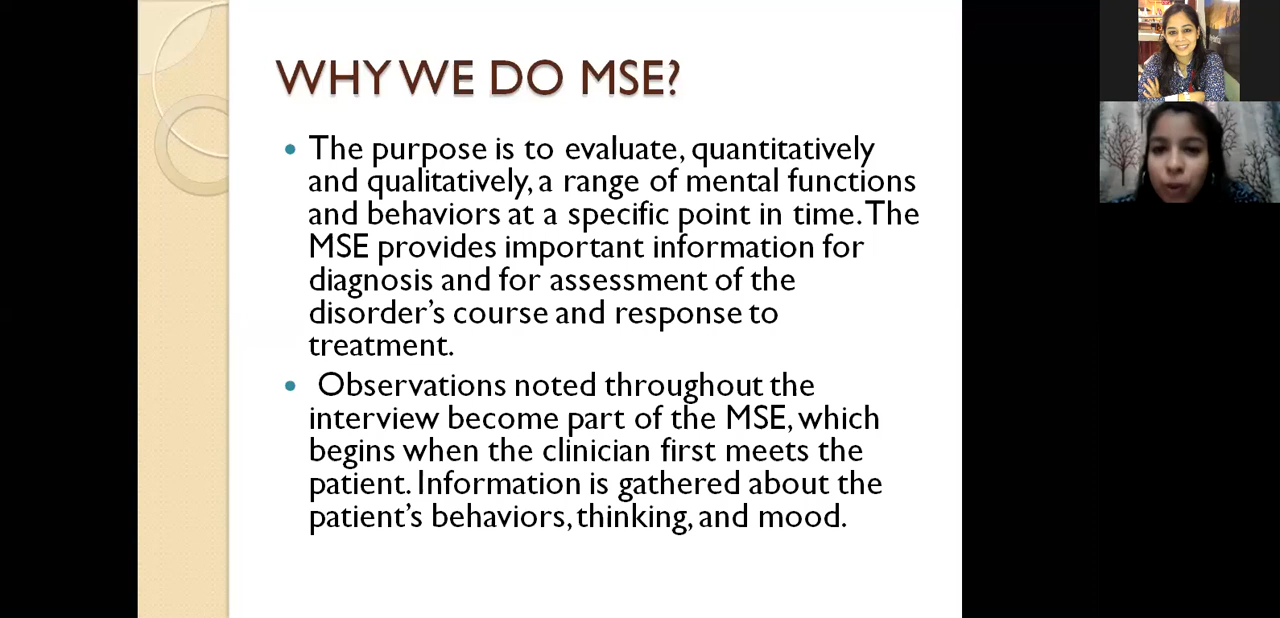 WHY WE DO MSE?
• The purpose is to evaluate, quantitatively
and qualitatively, a range of mental functions
and behaviors at a specific point in time. The
MSE provides important information for
diagnosis and for assessment of the
disorder’s course and response to
treatment.
• Observations noted throughout the
interview become part of the MSE, which
begins when the clinician first meets the
patient. Information is gathered about the
patient’s behaviors, thinking, and mood.